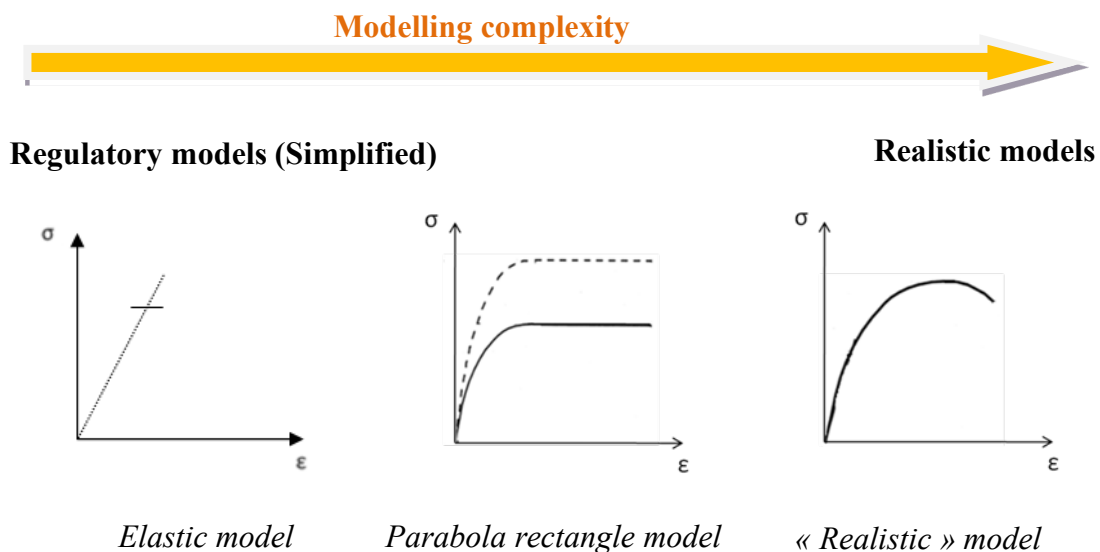 Modelling complexity
Regulatory models (Simplified)
Realistic models
σ
ε
σ
ε
σ
ε
Elastic model
Parabola rectangle model
« Realistic » model